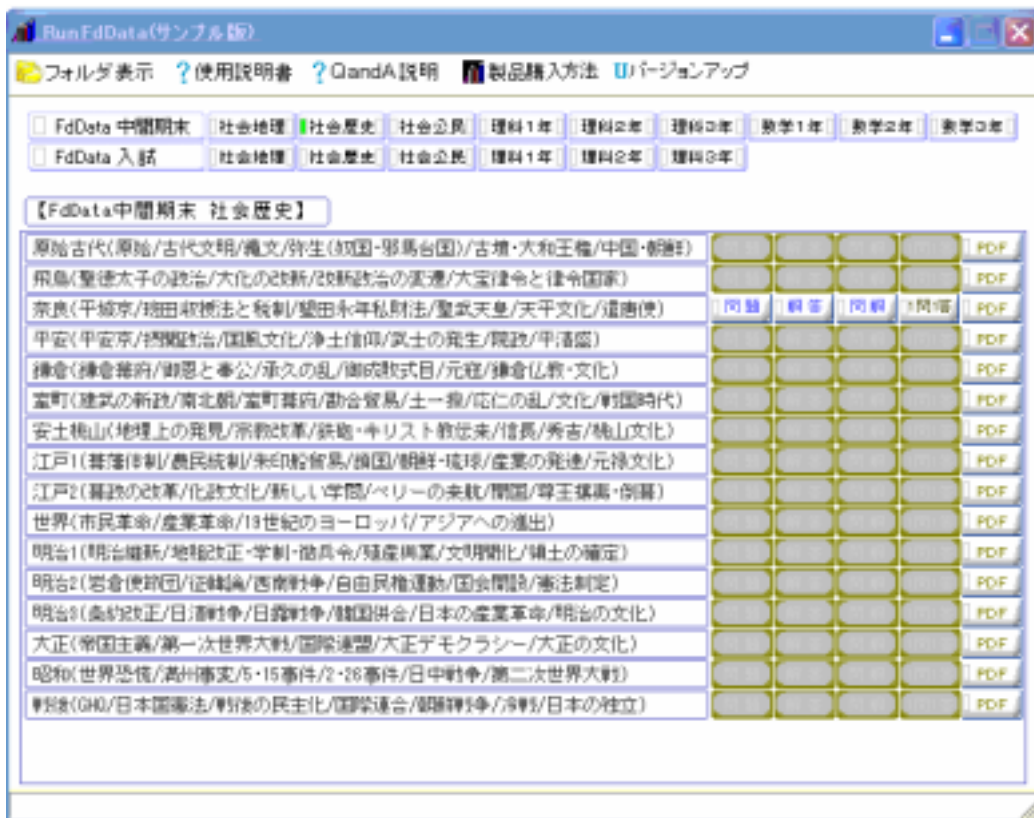 RunFdData(サンプル版)
フォルダ表示 ?使用説明書 ?QandA説明 製品購入方法 Uバージョンアップ
FdData 中間期末 社会地理 社会歴史 社会公民 理科1年 理科2年 理科3年 数学1年 数学2年 数学3年
FdData 入試 社会地理 社会歴史 社会公民 理科1年 理科2年 理科3年
【FdData中間期末 社会歴史】
原始古代(原始/古代文明/縄文/弥生(奴国・邪馬台国)/古墳・大和王権/中国・朝鮮) PDF
飛鳥(聖徳太子の政治/大化の改新/改新政治の変遷/大宝律令と律令国家) PDF
奈良(平城京/班田収授法と税制/墾田永年私財法/聖武天皇/天平文化/遣唐使) 問題 解答 問解 1問1答 PDF
平安(平安京/摂関政治/国風文化/浄土信仰/武士の発生/院政/平清盛) PDF
鎌倉(鎌倉幕府/御恩と奉公/承久の乱/御成敗式目/元寇/鎌倉仏教・文化) PDF
室町(建武の新政/南北朝/室町幕府/勘合貿易/土一揆/応仁の乱/文化/戦国時代) PDF
安土桃山(地理上の発見/宗教改革/鉄砲・キリスト教伝来/信長/秀吉/桃山文化) PDF
江戸1(幕藩体制/農民統制/朱印船貿易/鎖国/朝鮮・琉球/産業の発達/元禄文化) PDF
江戸2(幕政の改革/化政文化/新しい学問/ペリーの来航/開国/尊王攘夷・倒幕) PDF
世界(市民革命/産業革命/19世紀のヨーロッパ/アジアへの進出) PDF
明治1(明治維新/地租改正・学制・徴兵令/殖産興業/文明開化/領土の確定) PDF
明治2(岩倉使節団/征韓論/西南戦争/自由民権運動/国会開設/憲法制定) PDF
明治3(条約改正/日清戦争/日露戦争/韓国併合/日本の産業革命/明治の文化) PDF
大正(帝国主義/第一次世界大戦/国際連盟/大正デモクラシー/大正の文化) PDF
昭和(世界恐慌/満州事変/5・15事件/2・26事件/日中戦争/第二次世界大戦) PDF
戦後(GHQ/日本国憲法/戦後の民主化/国際連合/朝鮮戦争/冷戦/日本の独立) PDF